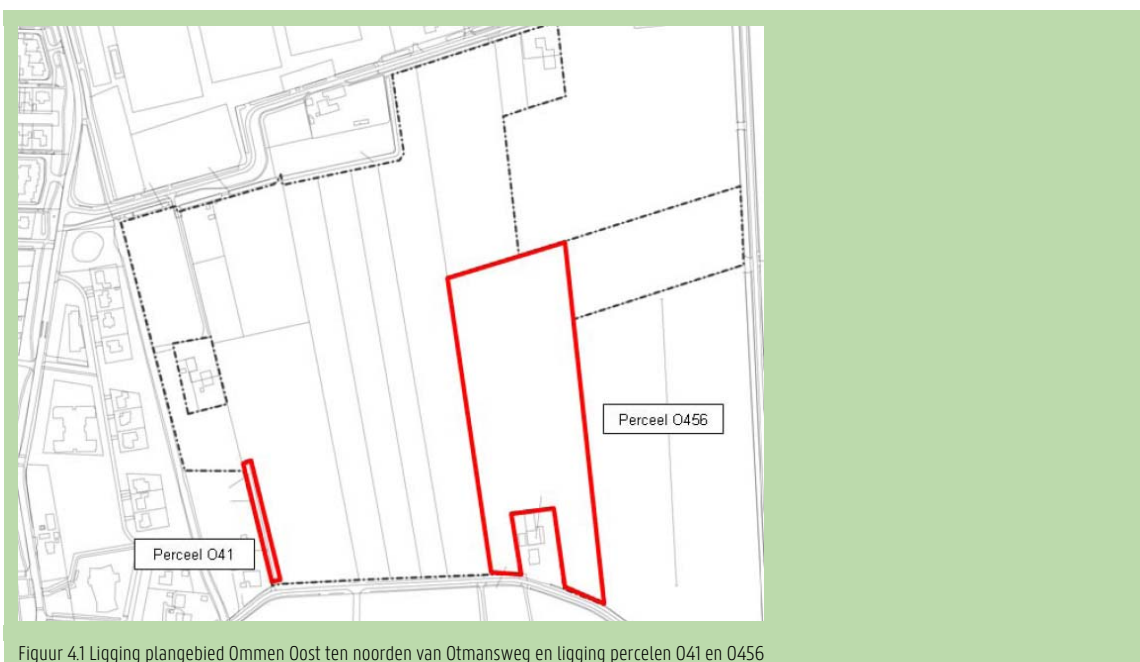 Perceel O456
Perceel O41
Figuur 4.1 Ligging plangebied Ommen Oost ten noorden van Otmansweg en ligging percelen O41 en O456